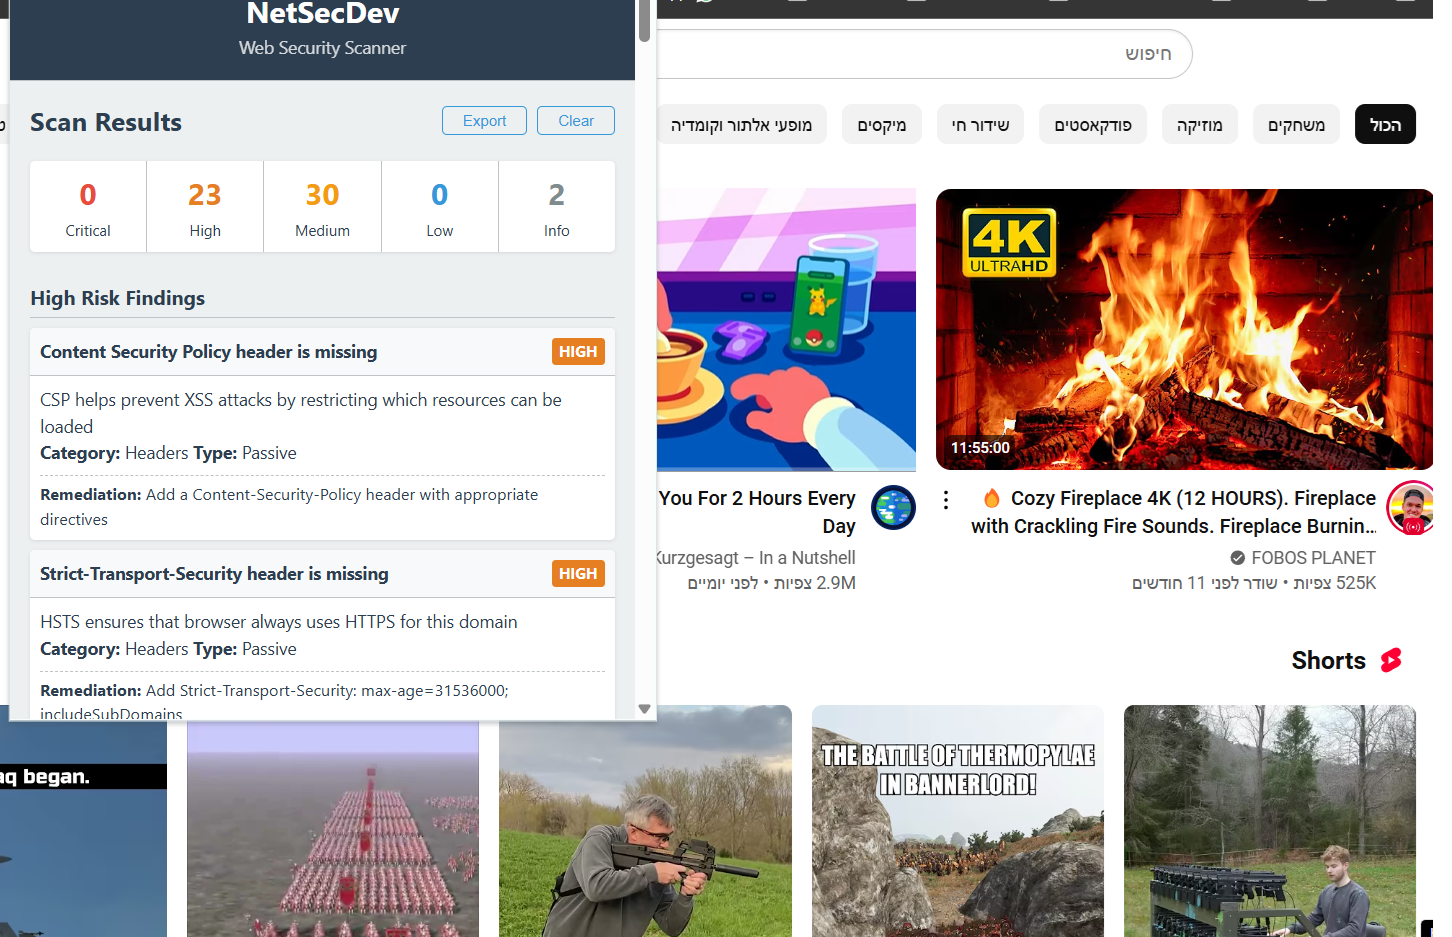 NetSecDev
Web Security Scanner
Scan Results
Export
Clear
0
Critical
23
High
30
Medium
0
Low
2
Info
High Risk Findings
Content Security Policy header is missing
HIGH
CSP helps prevent XSS attacks by restricting which resources can be
loaded
Category: Headers Type: Passive
Remediation: Add a Content-Security-Policy header with appropriate
directives
Strict-Transport-Security header is missing
HIGH
HSTS ensures that browser always uses HTTPS for this domain
Category: Headers Type: Passive
Remediation: Add Strict-Transport-Security: max-age=31536000;
includeSubDomains
חיפוש
הכול
משחקים
מוזיקה
פודקאסטים
שידור חי
מיקסים
מופעי אלתור וקומדיה
4K
ULTRAHD
11:55:00
🔥 Cozy Fireplace 4K (12 HOURS). Fireplace
with Crackling Fire Sounds. Fireplace Burnin...
FOBOS PLANET
525K צפיות • שודר לפני 11 חודשים
You For 2 Hours Every
Day
Kurzgesagt – In a Nutshell
2.9M צפיות • לפני יומיים
Shorts
THE BATTLE OF THERMOPYLAE
IN BANNERLORD!
began.